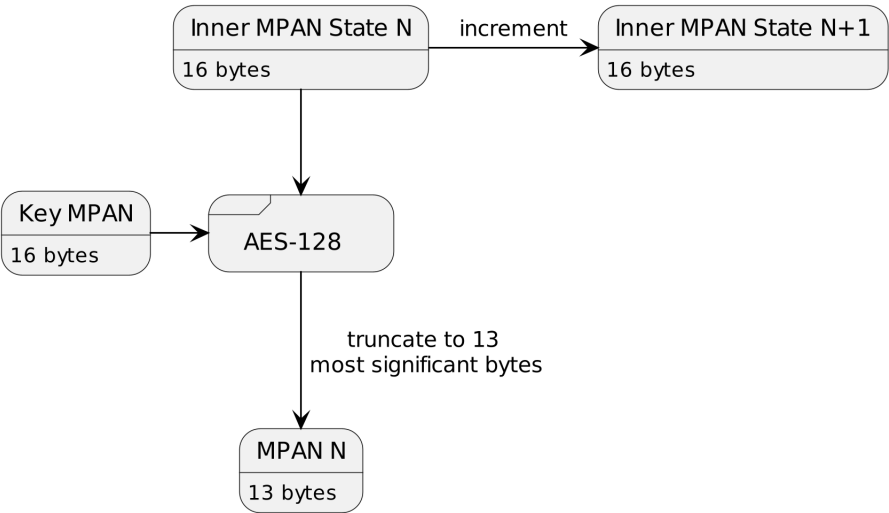 Inner MPAN State N
16 bytes
increment
Inner MPAN State N+1
16 bytes
Key MPAN
16 bytes
AES-128
truncate to 13
most significant bytes
MPAN N
13 bytes